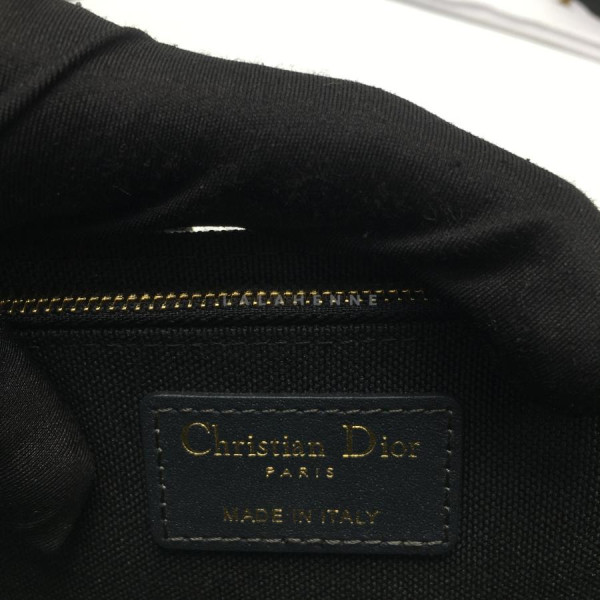 LALAHENNE
Christian Dior
PARIS
MADE IN ITALY